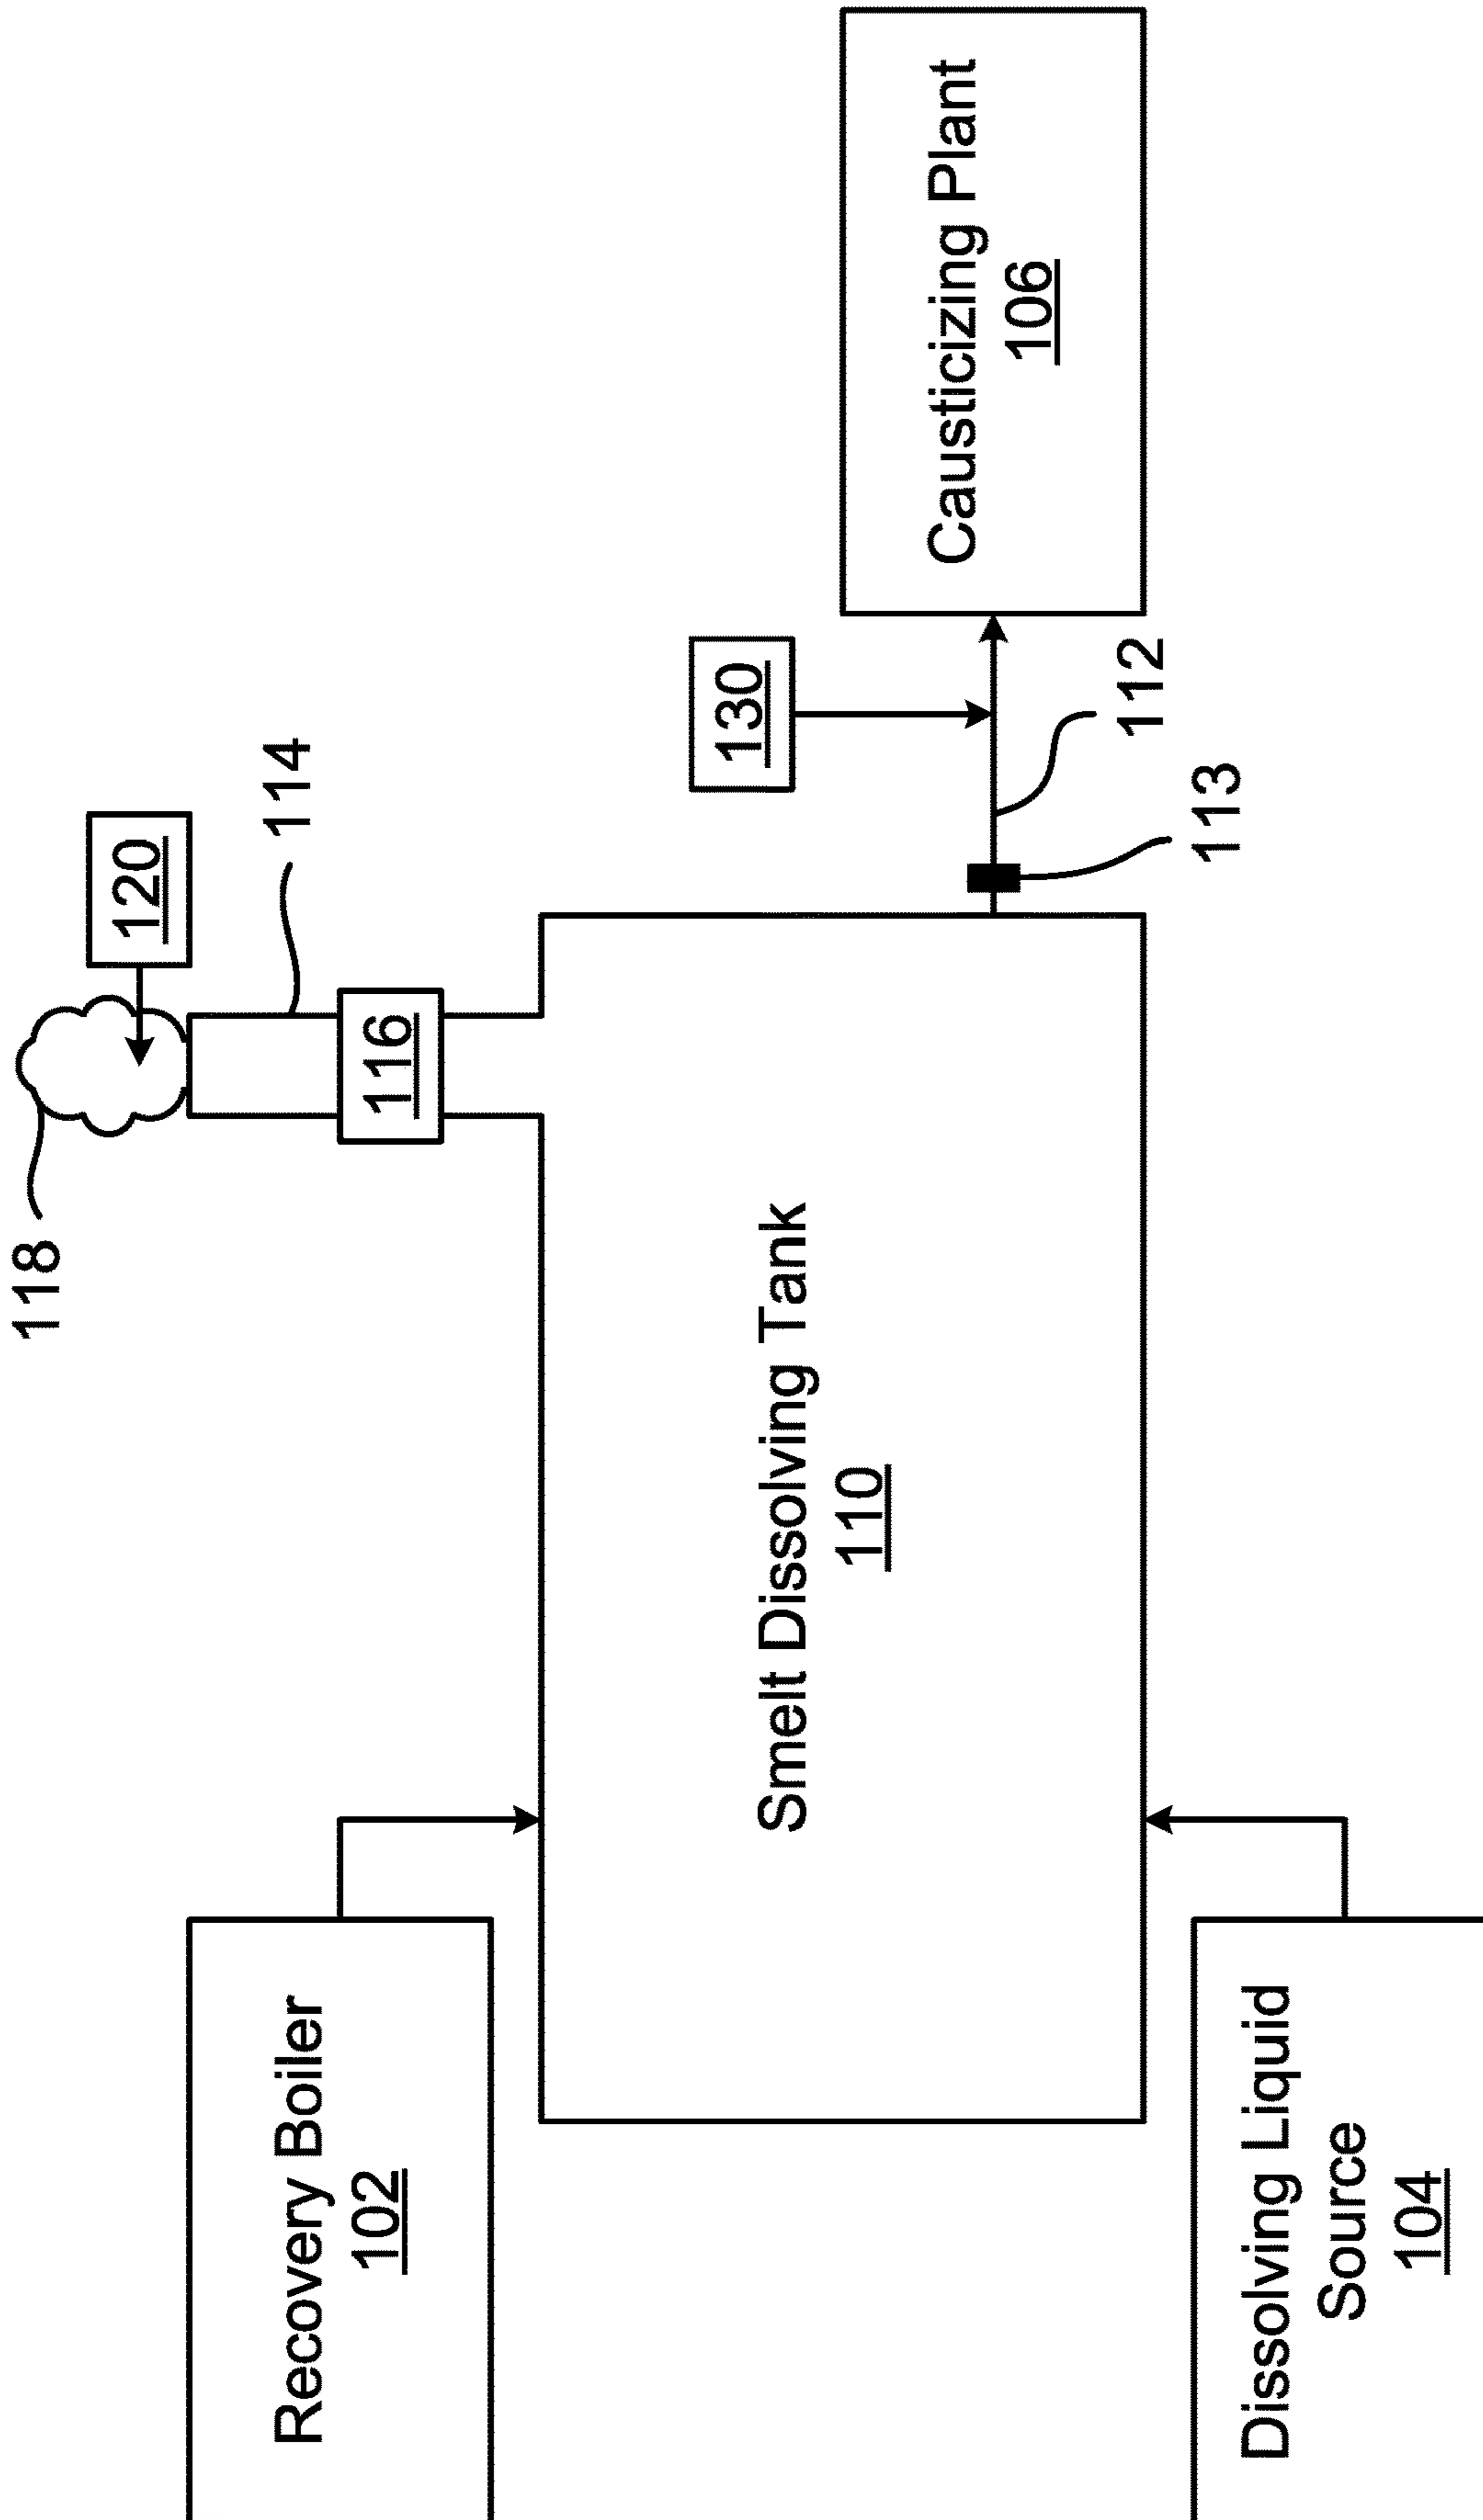 118
120
114
116
Recovery Boiler
102
130
Smelt Dissolving Tank
110
Causticizing Plant
106
112
113
Dissolving Liquid
Source
104